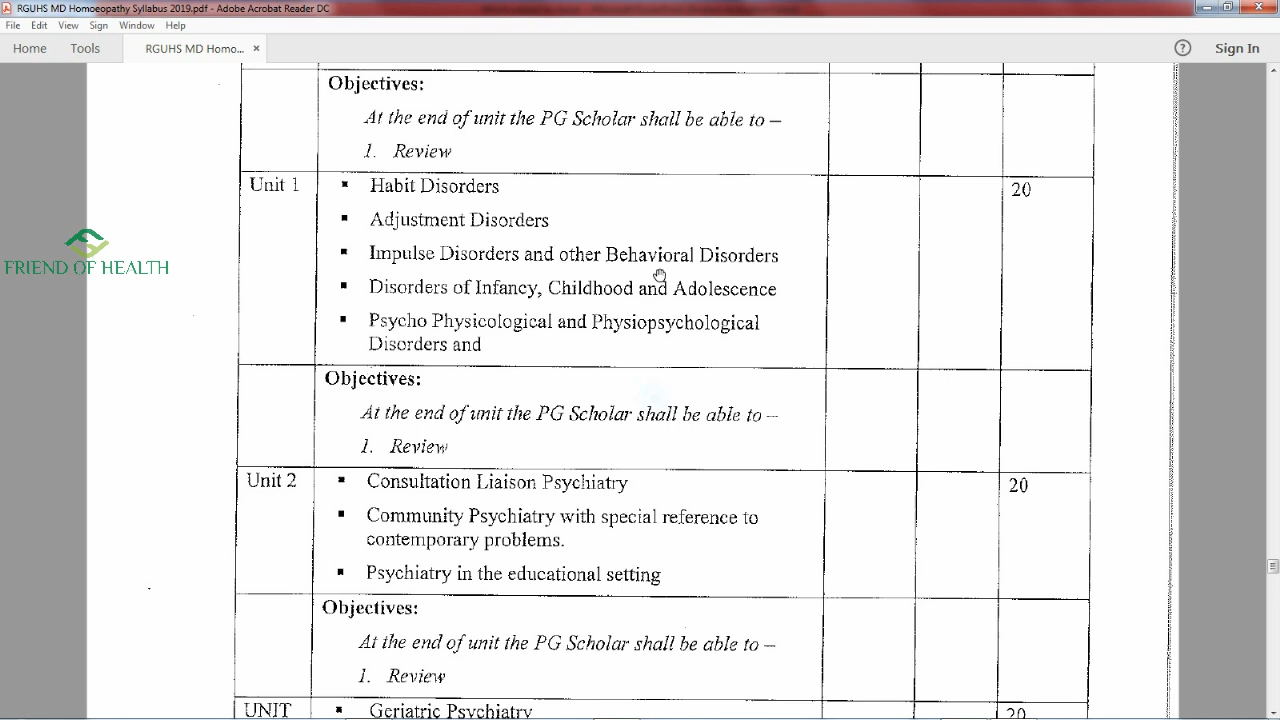 RGUHS MD Homoeopathy Syllabus 2019.pdf - Adobe Acrobat Reader DC
File Edit View Sign Window Help
Home Tools RGUHS MD Homo... × ? Sign In
Objectives:
At the end of unit the PG Scholar shall be able to –
1. Review
Unit 1 ▪ Habit Disorders 20
▪ Adjustment Disorders
▪ Impulse Disorders and other Behavioral Disorders
FRIEND OF HEALTH
▪ Disorders of Infancy, Childhood and Adolescence
▪ Psycho Physicological and Physiopsychological
Disorders and
Objectives:
At the end of unit the PG Scholar shall be able to –
1. Review
Unit 2 ▪ Consultation Liaison Psychiatry 20
▪ Community Psychiatry with special reference to
contemporary problems.
▪ Psychiatry in the educational setting
Objectives:
At the end of unit the PG Scholar shall be able to –
1. Review
UNIT ▪ Geriatric Psychiatry 20